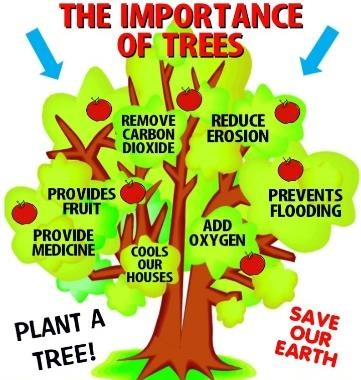 THE IMPORTANCE
OF TREES
REMOVE
CARBON
DIOXIDE
REDUCE
EROSION
PROVIDES
FRUIT
PREVENTS
FLOODING
PROVIDE
MEDICINE
ADD
OXYGEN
COOLS
OUR
HOUSES
PLANT A
TREE!
SAVE
OUR
EARTH